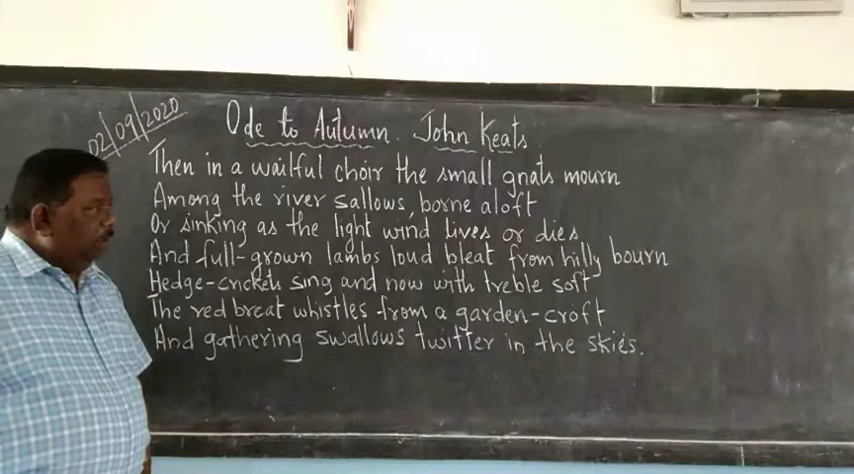 02/09/2020
Ode to Autumn. John Keats.
Then in a wailful choir the small gnats mourn
Among the river sallows, borne aloft
Or sinking as the light wind lives or dies
And full-grown lambs loud bleat from hilly bourn
Hedge-crickets sing and now with treble soft
The red breat whistles from a garden-croft
And gathering swallows twitter in the skies.